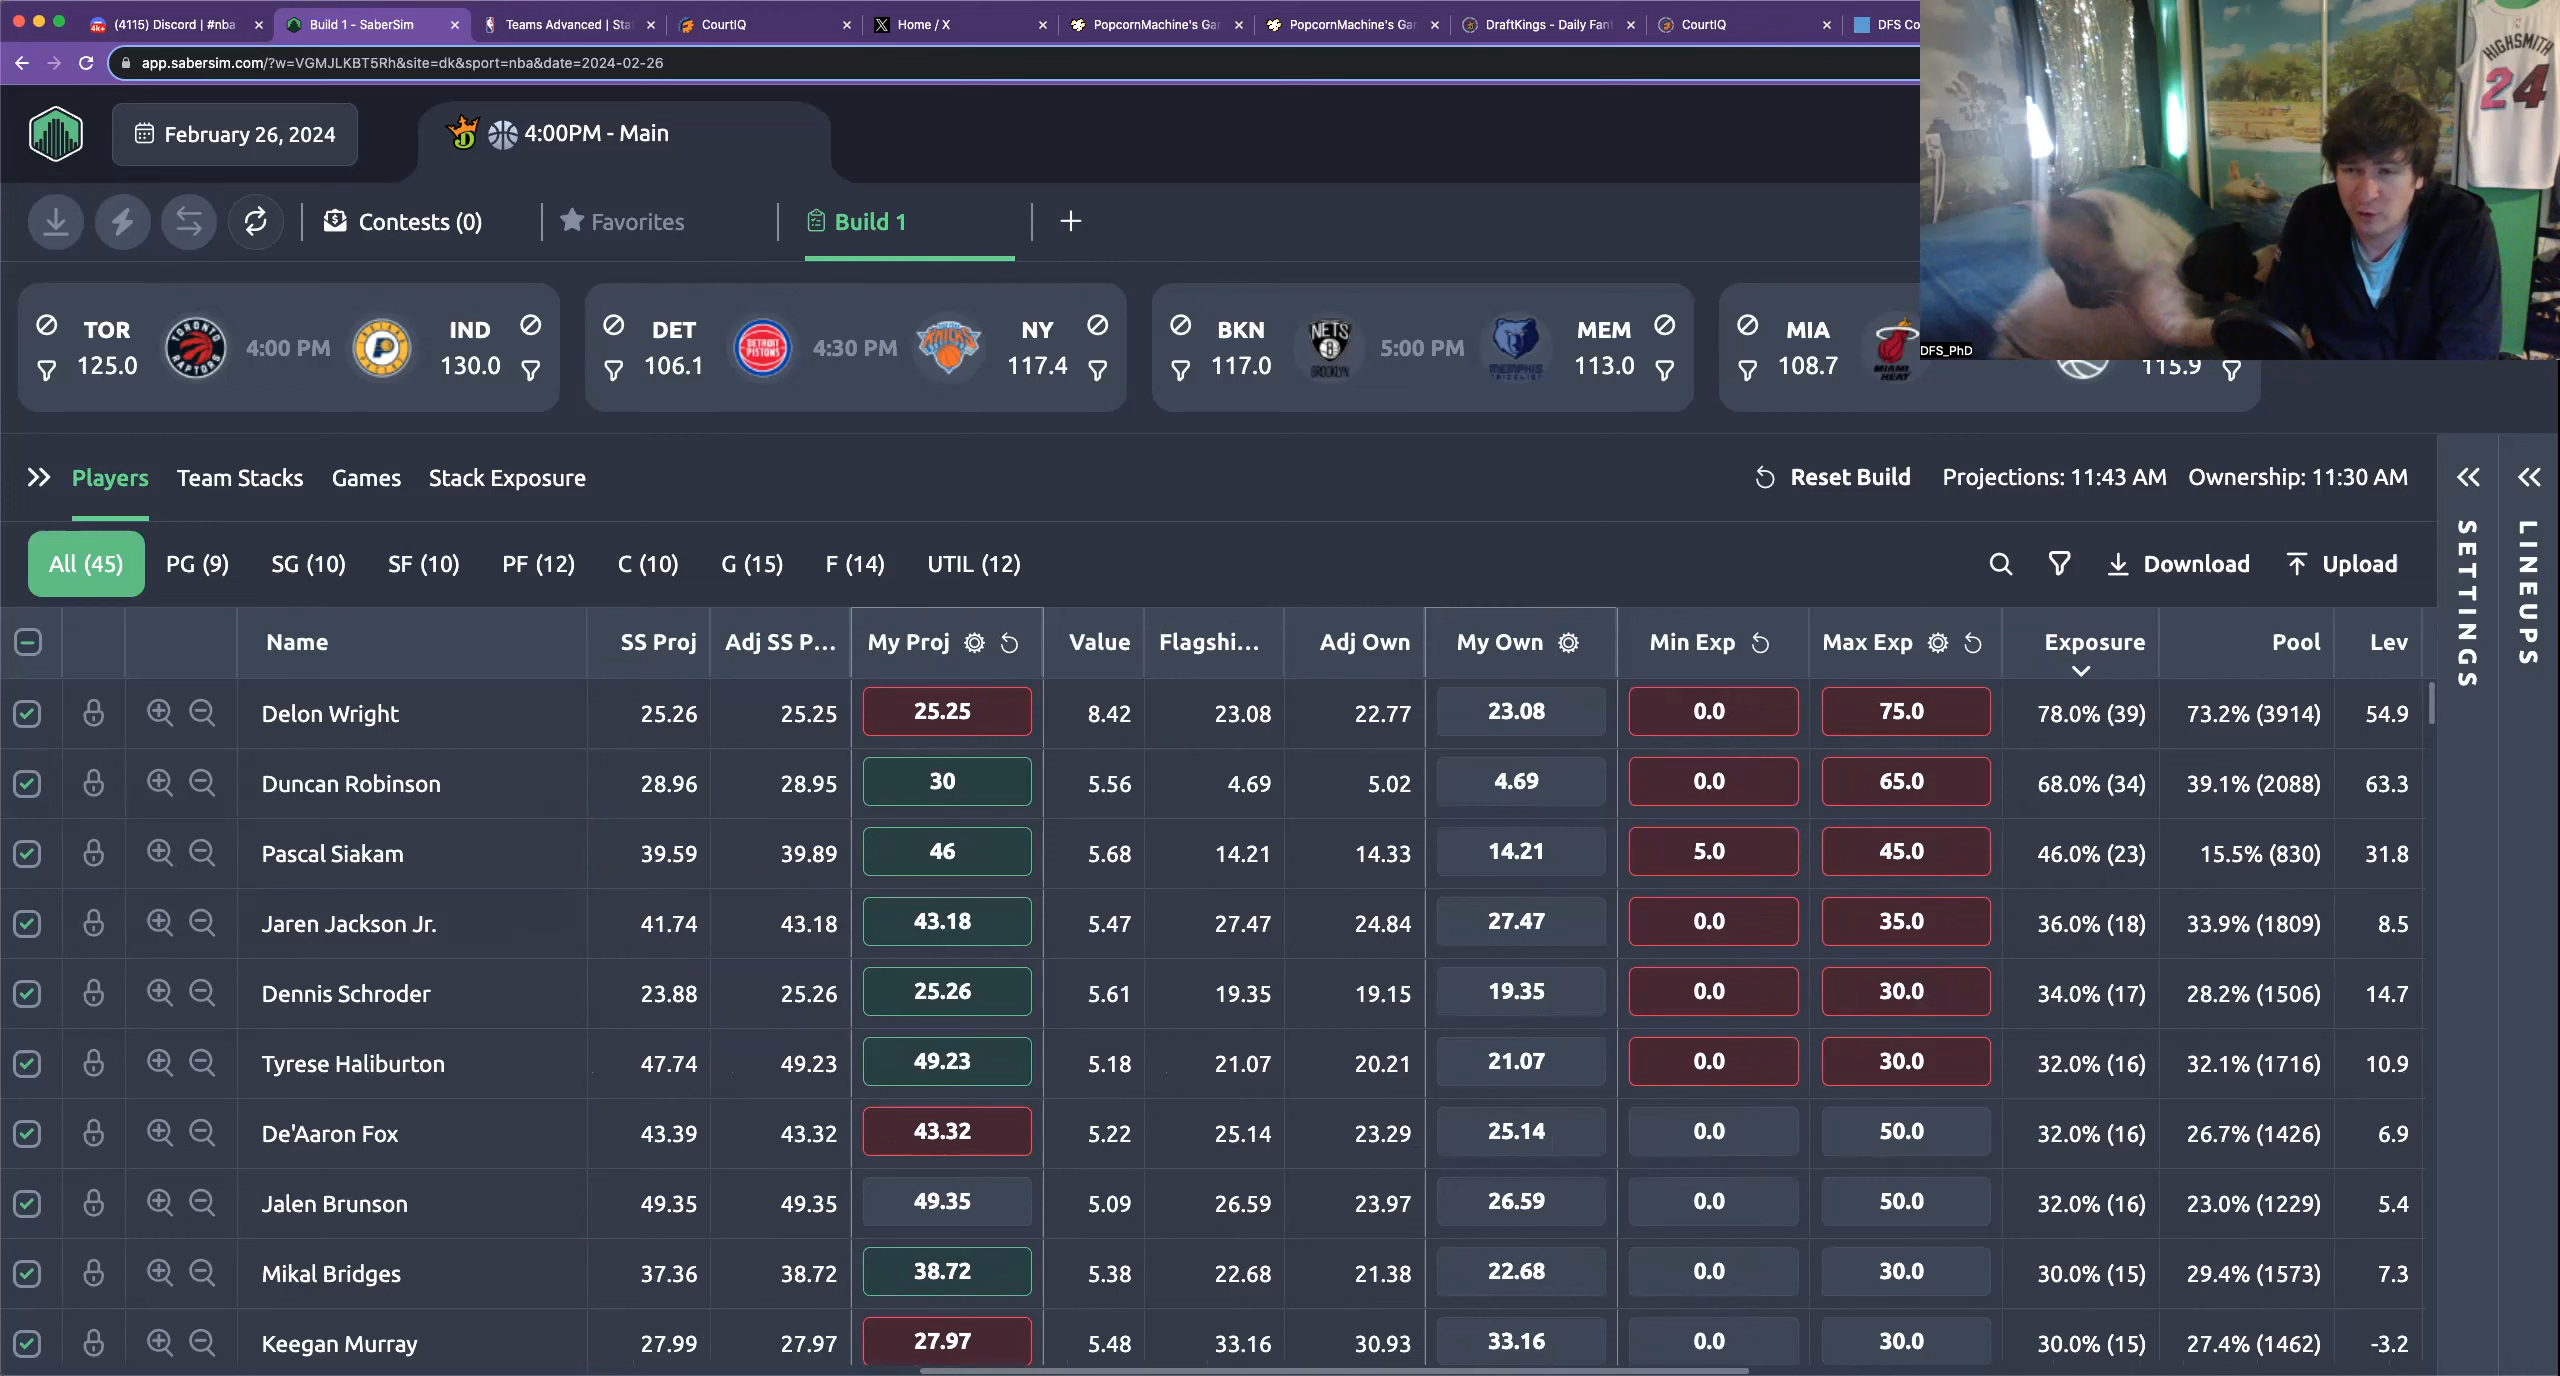 (4115) Discord | #nba
Build 1 - SaberSim
Teams Advanced | Sta
CourtIQ
Home / X
PopcornMachine's Ga
PopcornMachine's Ga
DraftKings - Daily Fant
CourtIQ
DFS Co
app.sabersim.com/?w=VGMJLKBT5Rh&site=dk&sport=nba&date=2024-02-26
HIGHSMITH
24
DFS_PhD
February 26, 2024
4:00PM - Main
Contests (0)
Favorites
Build 1
TOR 125.0 4:00 PM IND 130.0
DET 106.1 4:30 PM NY 117.4
BKN 117.0 5:00 PM MEM 113.0
MIA 108.7 115.9
Players Team Stacks Games Stack Exposure
Reset Build Projections: 11:43 AM Ownership: 11:30 AM
All (45) PG (9) SG (10) SF (10) PF (12) C (10) G (15) F (14) UTIL (12)
Download Upload
SETTINGS
LINEUPS
Name SS Proj Adj SS P... My Proj Value Flagshi... Adj Own My Own Min Exp Max Exp Exposure Pool Lev
Delon Wright 25.26 25.25 25.25 8.42 23.08 22.77 23.08 0.0 75.0 78.0% (39) 73.2% (3914) 54.9
Duncan Robinson 28.96 28.95 30 5.56 4.69 5.02 4.69 0.0 65.0 68.0% (34) 39.1% (2088) 63.3
Pascal Siakam 39.59 39.89 46 5.68 14.21 14.33 14.21 5.0 45.0 46.0% (23) 15.5% (830) 31.8
Jaren Jackson Jr. 41.74 43.18 43.18 5.47 27.47 24.84 27.47 0.0 35.0 36.0% (18) 33.9% (1809) 8.5
Dennis Schroder 23.88 25.26 25.26 5.61 19.35 19.15 19.35 0.0 30.0 34.0% (17) 28.2% (1506) 14.7
Tyrese Haliburton 47.74 49.23 49.23 5.18 21.07 20.21 21.07 0.0 30.0 32.0% (16) 32.1% (1716) 10.9
De'Aaron Fox 43.39 43.32 43.32 5.22 25.14 23.29 25.14 0.0 50.0 32.0% (16) 26.7% (1426) 6.9
Jalen Brunson 49.35 49.35 49.35 5.09 26.59 23.97 26.59 0.0 50.0 32.0% (16) 23.0% (1229) 5.4
Mikal Bridges 37.36 38.72 38.72 5.38 22.68 21.38 22.68 0.0 30.0 30.0% (15) 29.4% (1573) 7.3
Keegan Murray 27.99 27.97 27.97 5.48 33.16 30.93 33.16 0.0 30.0 30.0% (15) 27.4% (1462) -3.2